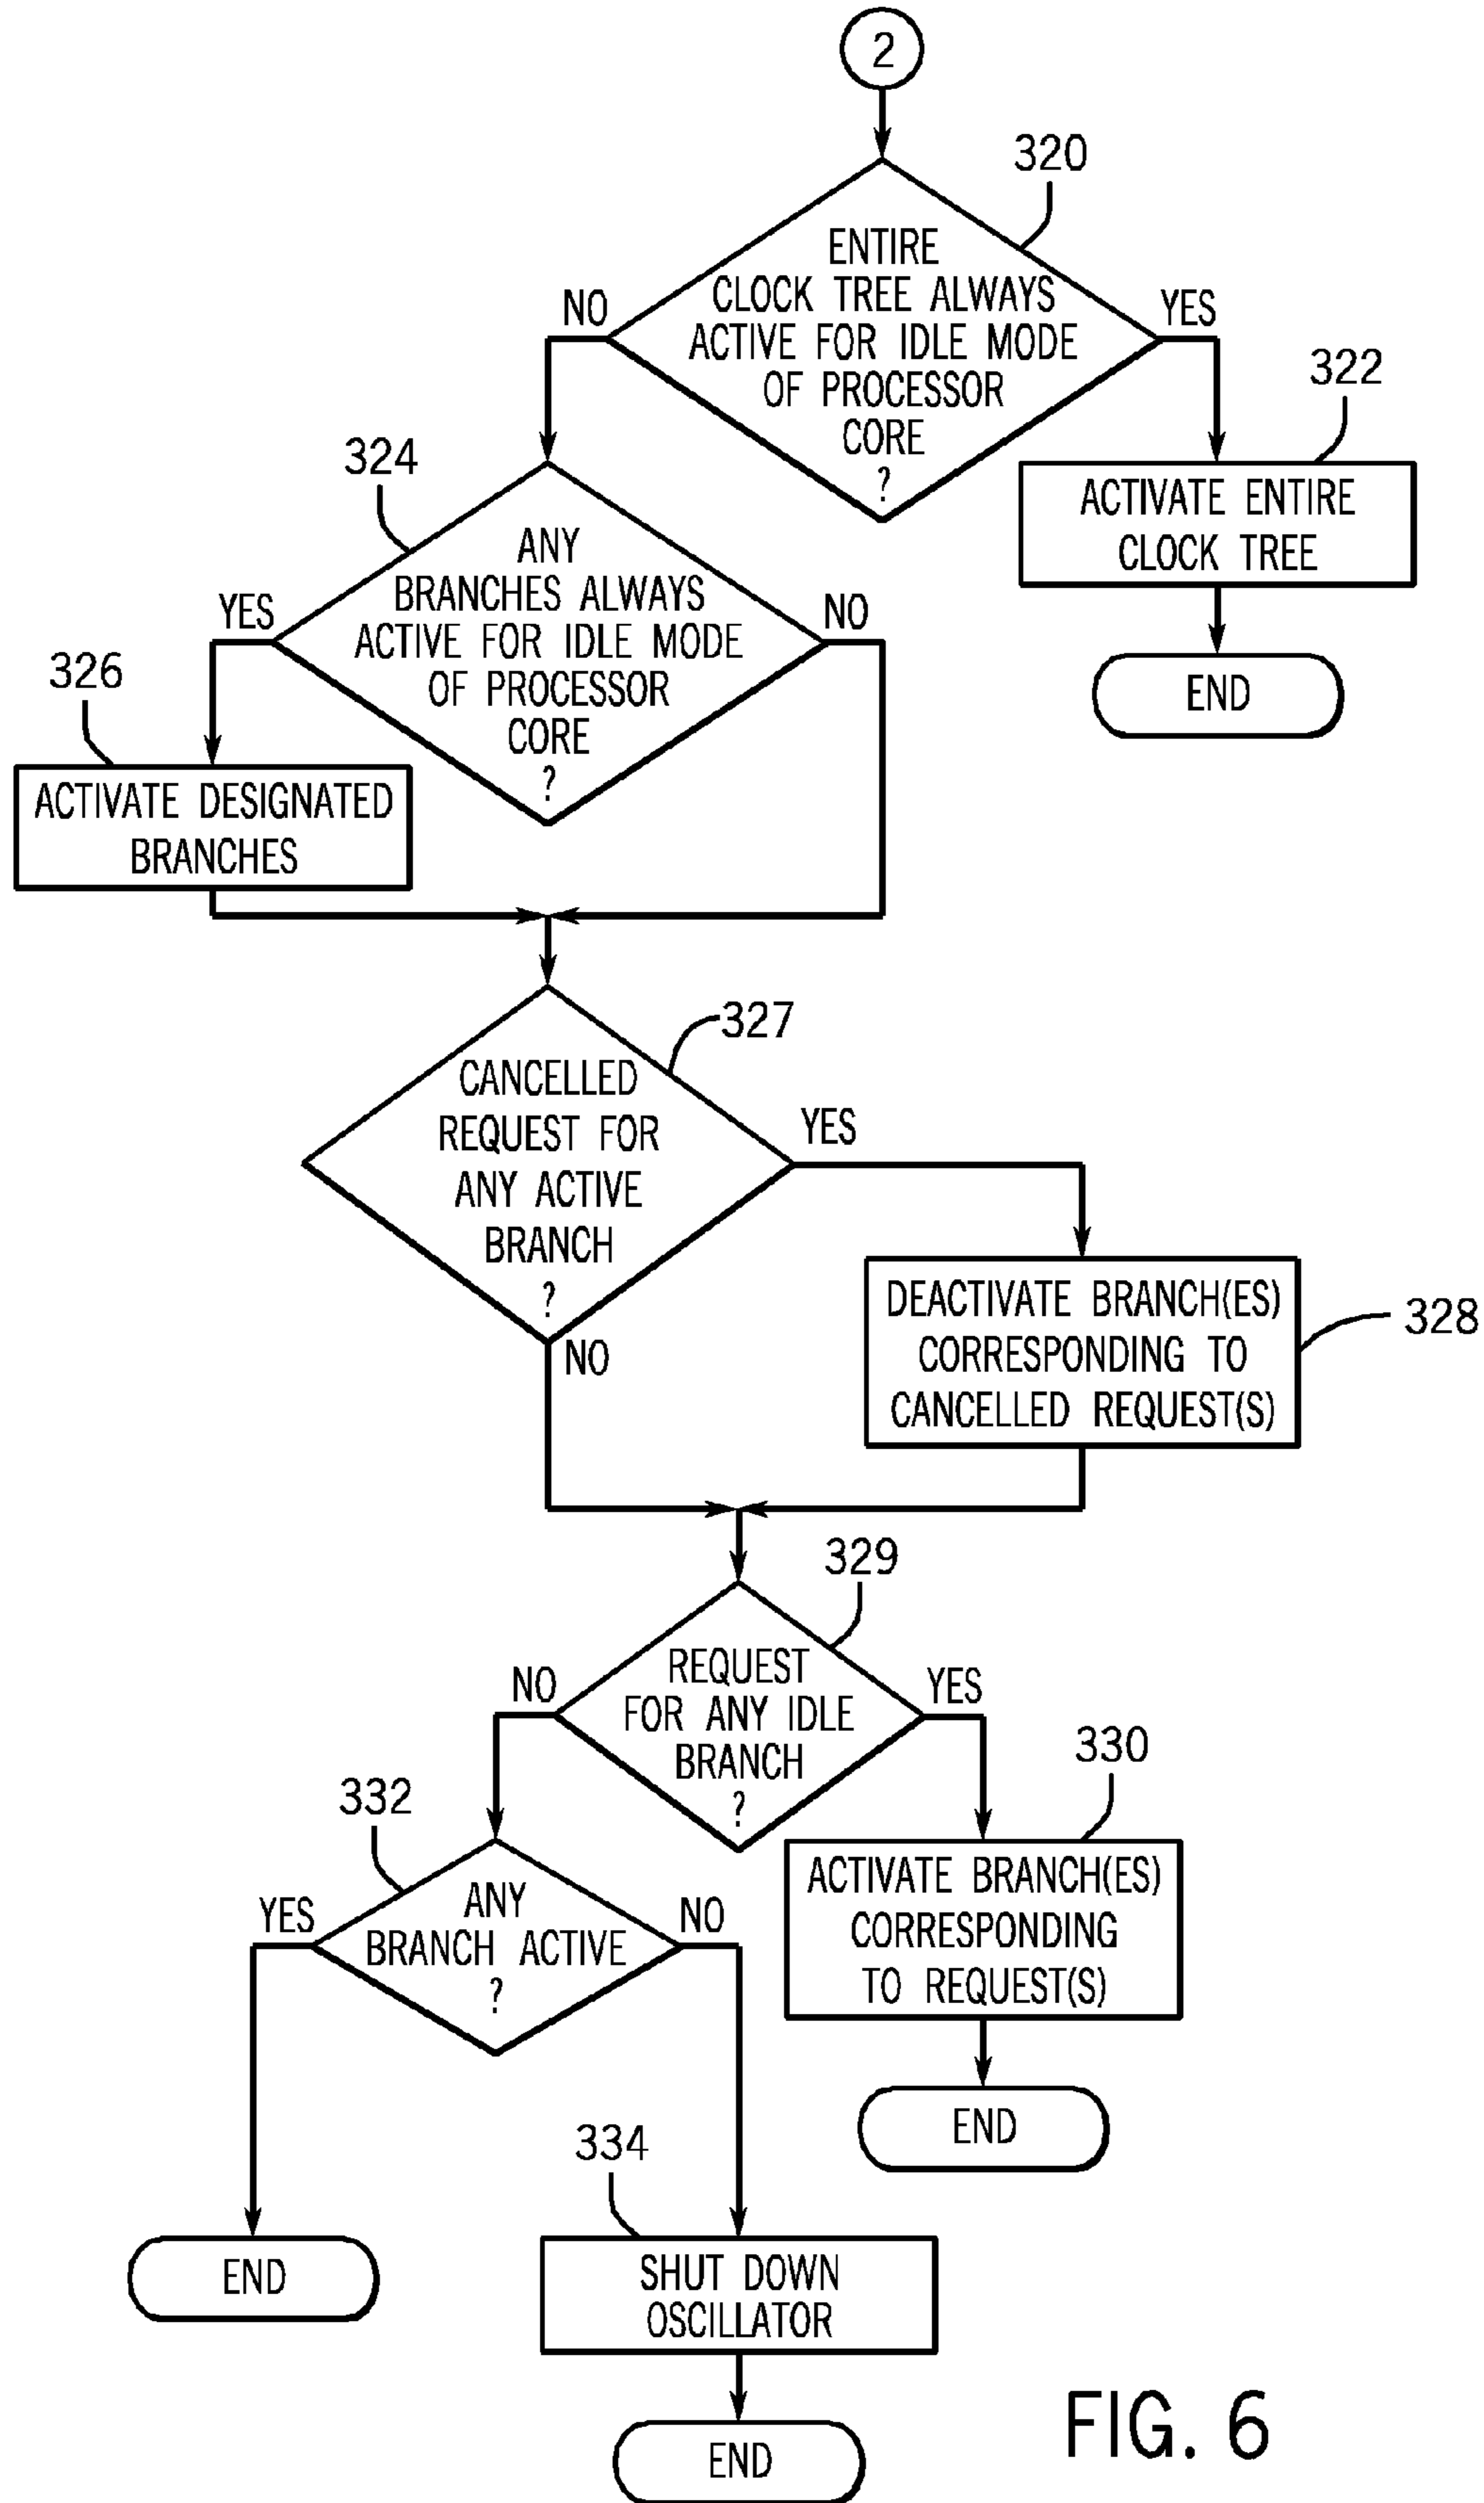 2
320
ENTIRE
CLOCK TREE ALWAYS
ACTIVE FOR IDLE MODE
OF PROCESSOR
CORE
?
NO
YES
322
ACTIVATE ENTIRE
CLOCK TREE
END
324
ANY
BRANCHES ALWAYS
ACTIVE FOR IDLE MODE
OF PROCESSOR
CORE
?
YES
NO
326
ACTIVATE DESIGNATED
BRANCHES
327
CANCELLED
REQUEST FOR
ANY ACTIVE
BRANCH
?
YES
NO
DEACTIVATE BRANCH(ES)
CORRESPONDING TO
CANCELLED REQUEST(S)
328
329
REQUEST
FOR ANY IDLE
BRANCH
?
NO
YES
330
ACTIVATE BRANCH(ES)
CORRESPONDING
TO REQUEST(S)
END
332
ANY
BRANCH ACTIVE
?
YES
NO
END
334
SHUT DOWN
OSCILLATOR
END
FIG. 6